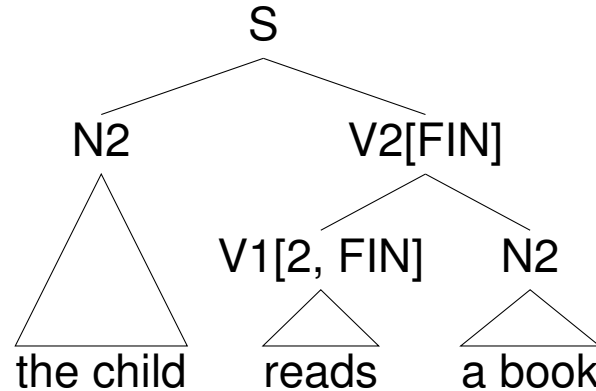 S
N2 V2[FIN]
V1[2, FIN] N2
the child reads a book